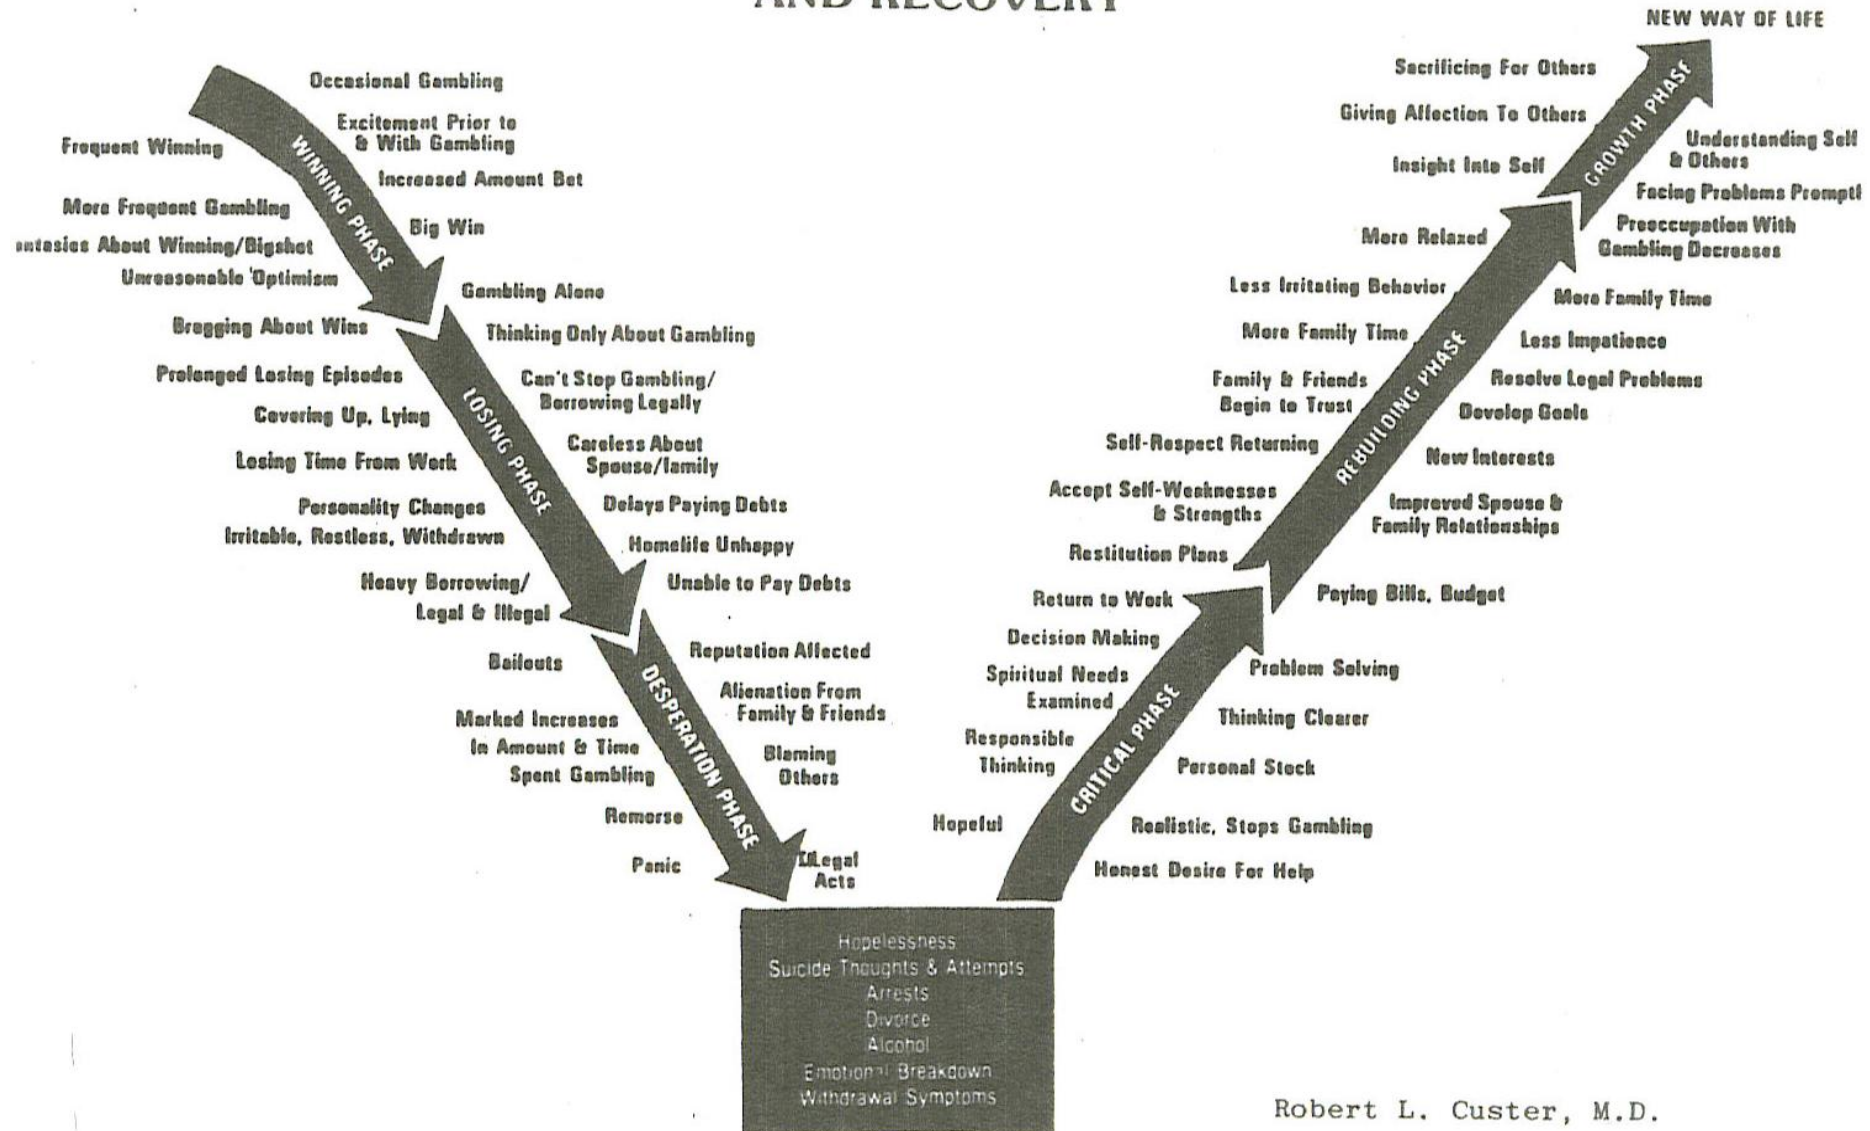 AND RECOVERY
NEW WAY OF LIFE
Occasional Gambling
Excitement Prior to
& With Gambling
Frequent Winning
Increased Amount Bet
More Frequent Gambling
Big Win
About Winning/Bigshot
Unreasonable Optimism
WINNING PHASE
Gambling Alone
Bragging About Wins
Thinking Only About Gambling
Prolonged Losing Episodes
Can't Stop Gambling/
Borrowing Legally
Covering Up, Lying
Careless About
Spouse/family
Losing Time From Work
LOSING PHASE
Delays Paying Debts
Personality Changes
Irritable, Restless, Withdrawn
Homelife Unhappy
Heavy Borrowing/
Legal & Illegal
Unable to Pay Debts
Bailouts
Reputation Affected
Alienation From
Family & Friends
Marked Increases
In Amount & Time
Spent Gambling
DESPERATION PHASE
Blaming
Others
Remorse
Panic
Illegal
Acts
Hopelessness
Suicide Thoughts & Attempts
Arrests
Divorce
Alcohol
Emotional Breakdown
Withdrawal Symptoms
Sacrificing For Others
Giving Affection To Others
GROWTH PHASE
Understanding Self
& Others
Insight Into Self
Facing Problems
Preoccupation With
Gambling Decreases
More Relaxed
Less Irritating Behavior
More Family Time
More Family Time
Less Impatience
Family & Friends
Begin to Trust
REBUILDING PHASE
Resolve Legal Problems
Develop Goals
Self-Respect Returning
New Interests
Accept Self-Weaknesses
& Strengths
Improved Spouse &
Family Relationships
Restitution Plans
Return to Work
Paying Bills, Budget
Decision Making
Problem Solving
Spiritual Needs
Examined
CRITICAL PHASE
Thinking Clearer
Responsible
Thinking
Personal Stock
Hopeful
Realistic, Stops Gambling
Honest Desire For Help
Robert L. Custer, M.D.